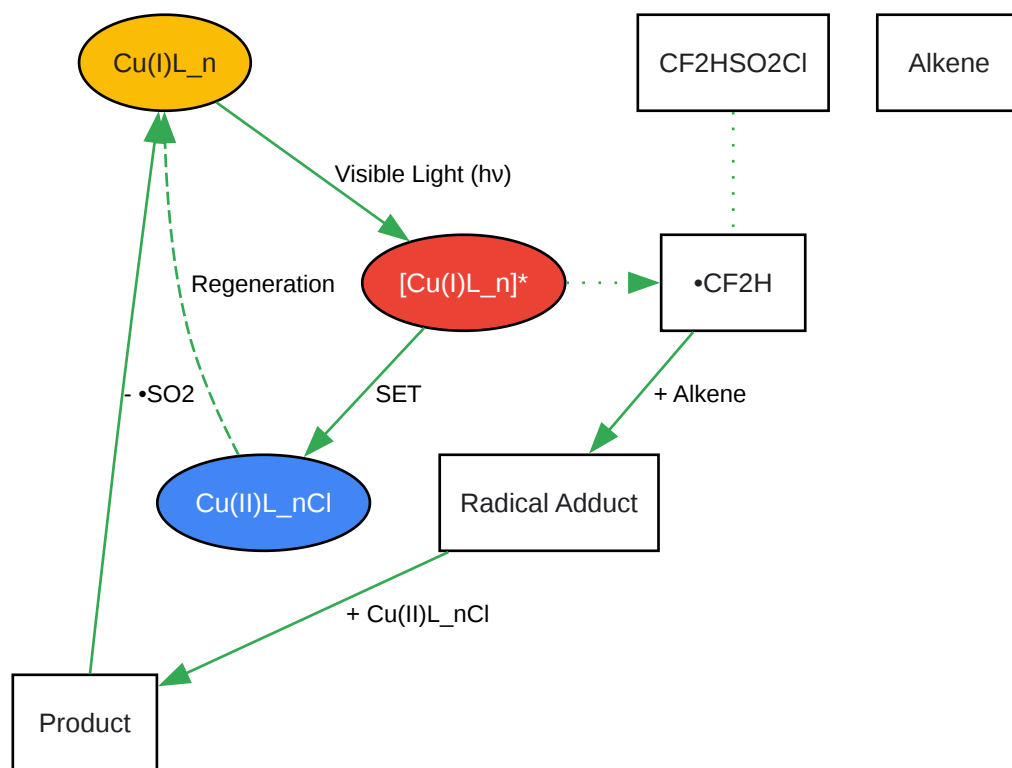 Cu(I)L_n
CF2HSO2Cl
Alkene
Visible Light (hν)
Regeneration
[Cu(I)L_n]*
•CF2H
- •SO2
SET
+ Alkene
Cu(II)L_nCl
Radical Adduct
+ Cu(II)L_nCl
Product